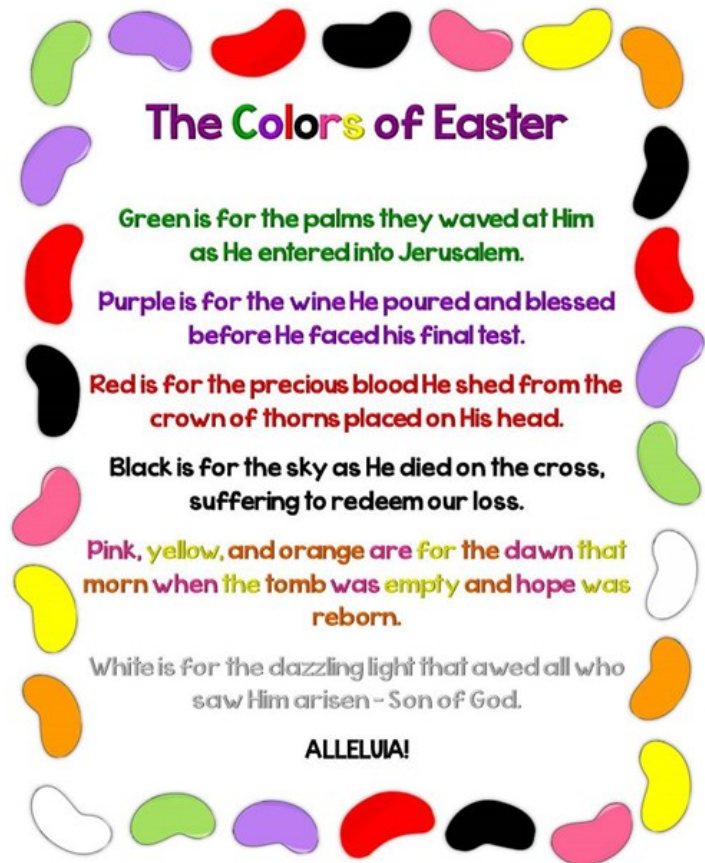 The Colors of Easter
Green is for the palms they waved at Him
as He entered into Jerusalem.
Purple is for the wine He poured and blessed
before He faced his final test.
Red is for the precious blood He shed from the
crown of thorns placed on His head.
Black is for the sky as He died on the cross,
suffering to redeem our loss.
Pink, yellow, and orange are for the dawn that
morn when the tomb was empty and hope was
reborn.
White is for the dazzling light that awed all who
saw Him arisen - Son of God.
ALLELUIA!